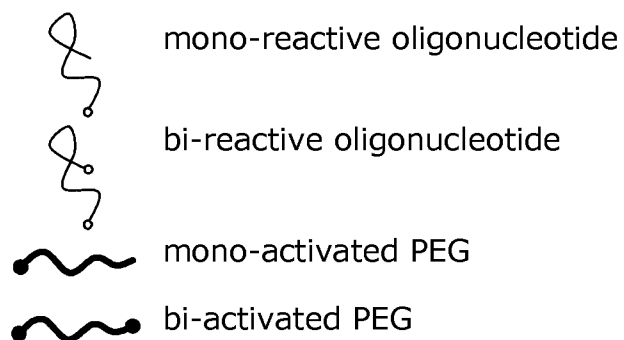 mono-reactive oligonucleotide
bi-reactive oligonucleotide
mono-activated PEG
bi-activated PEG